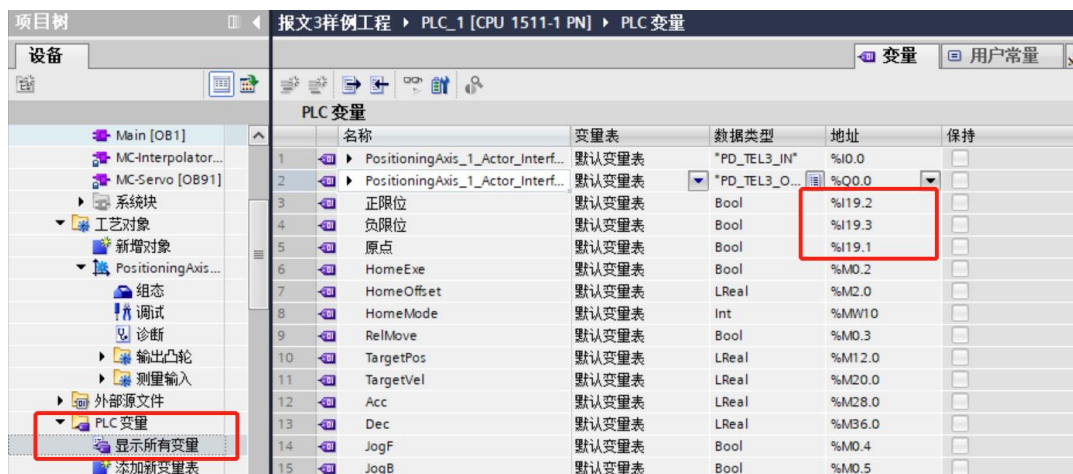 项目树
报文3样例工程 ▸ PLC_1 [CPU 1511-1 PN] ▸ PLC 变量
设备
变量
用户常量
PLC 变量
名称 变量表 数据类型 地址 保持
1 PositioningAxis_1_Actor_Interf... 默认变量表 "PD_TEL3_IN" %I0.0
2 PositioningAxis_1_Actor_Interf... 默认变量表 "PD_TEL3_O... %Q0.0
3 正限位 默认变量表 Bool %I19.2
4 负限位 默认变量表 Bool %I19.3
5 原点 默认变量表 Bool %I19.1
6 HomeExe 默认变量表 Bool %M0.2
7 HomeOffset 默认变量表 LReal %M2.0
8 HomeMode 默认变量表 Int %MW10
9 RelMove 默认变量表 Bool %M0.3
10 TargetPos 默认变量表 LReal %M12.0
11 TargetVel 默认变量表 LReal %M20.0
12 Acc 默认变量表 LReal %M28.0
13 Dec 默认变量表 LReal %M36.0
14 JogF 默认变量表 Bool %M0.4
15 JogB 默认变量表 Bool %M0.5
Main [OB1]
MC-Interpolator...
MC-Servo [OB91]
系统块
工艺对象
新增对象
PositioningAxis...
组态
调试
诊断
输出凸轮
测量输入
外部源文件
PLC 变量
显示所有变量
添加新变量表